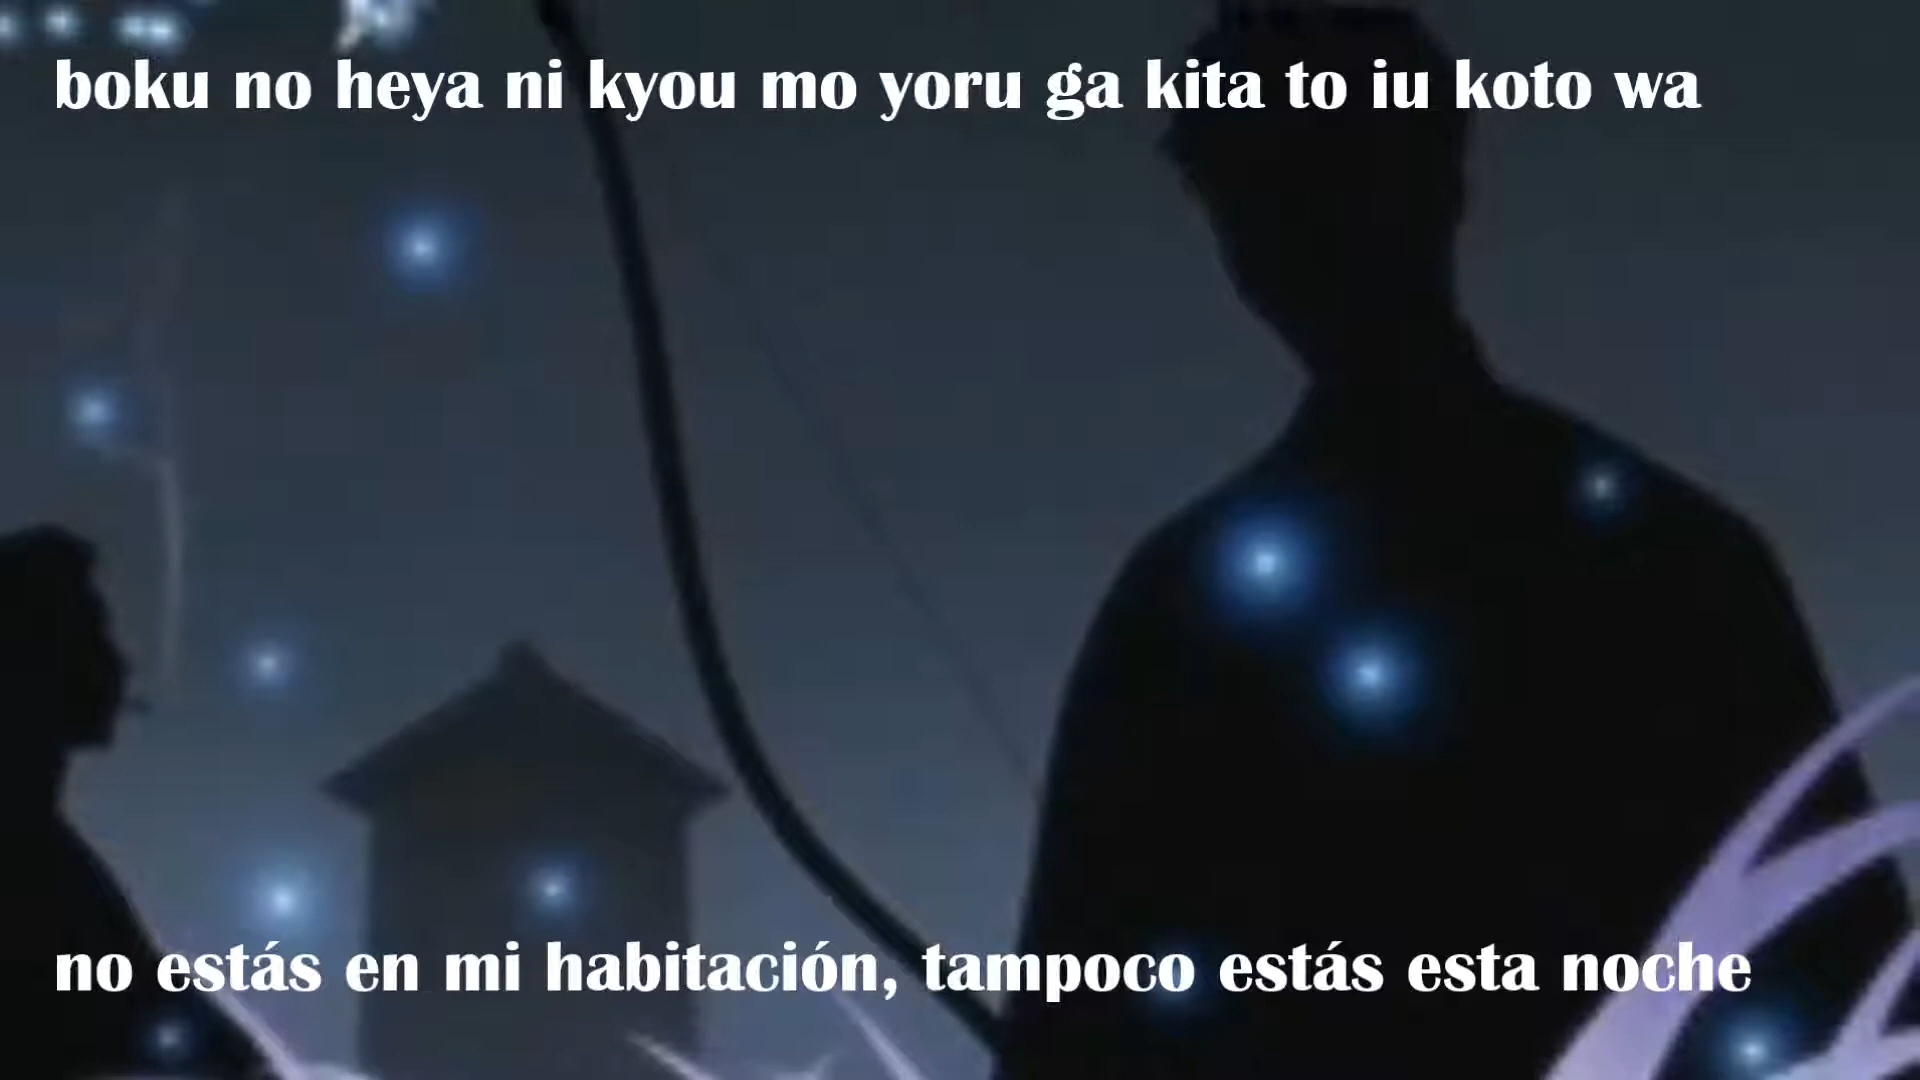 boku no heya ni kyou mo yoru ga kita to iu koto wa
no estás en mi habitación, tampoco estás esta noche